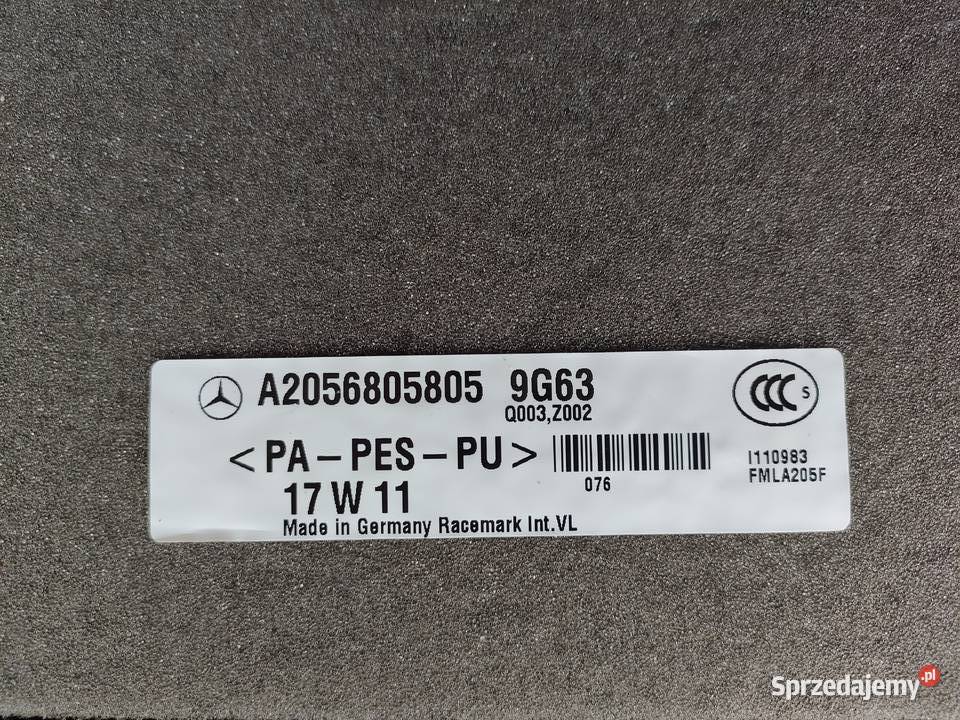 A2056805805 9G63
Q003,Z002
CCC S
<PA-PES-PU>
076
I110983
FMLA205F
17 W 11
Made in Germany Racemark Int.VL
Sprzedajemy.pl